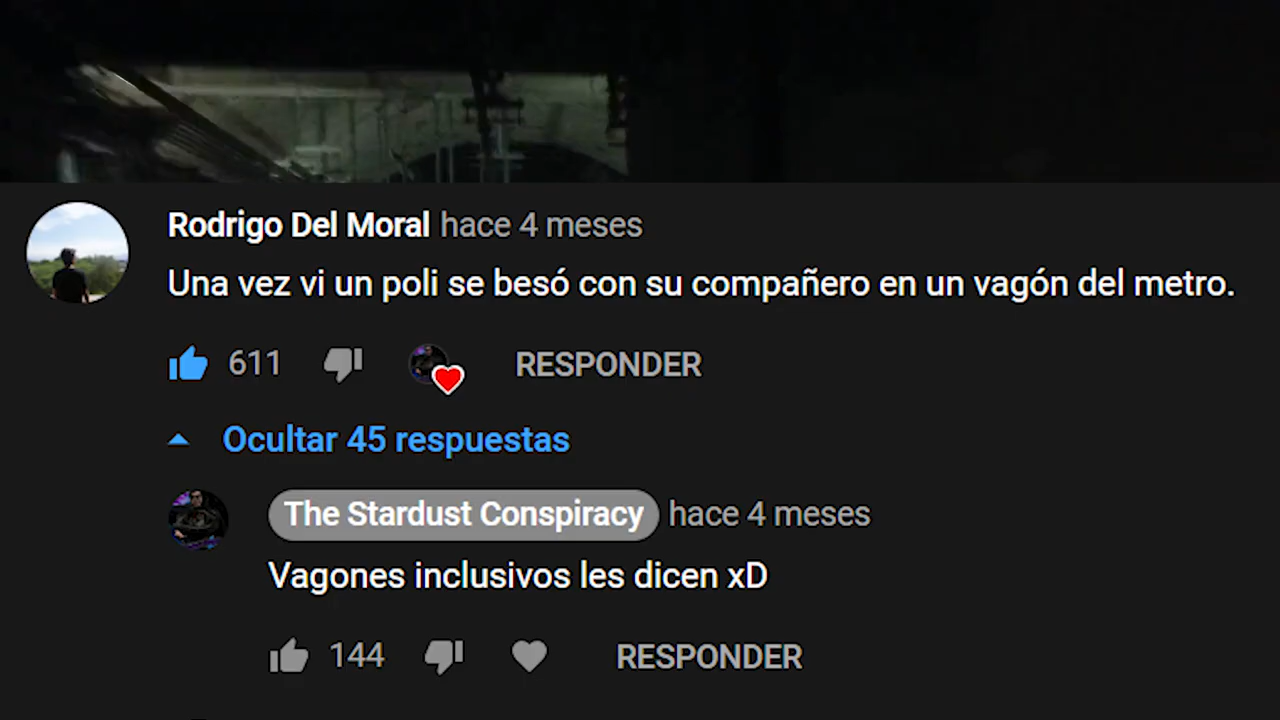 Rodrigo Del Moral hace 4 meses
Una vez vi un poli se besó con su compañero en un vagón del metro.
611 RESPONDER
Ocultar 45 respuestas
The Stardust Conspiracy hace 4 meses
Vagones inclusivos les dicen xD
144 RESPONDER